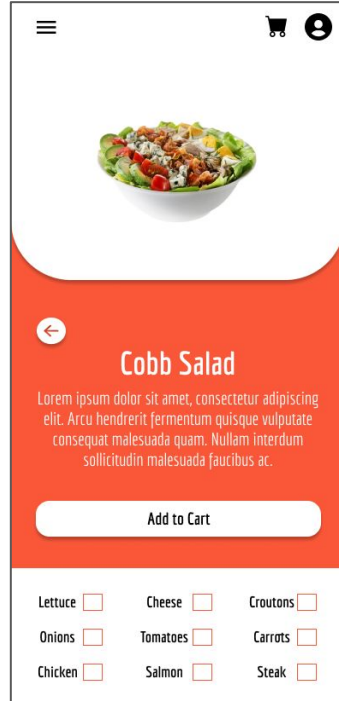 Cobb Salad
Lorem ipsum dolor sit amet, consectetur adipiscing
elit. Arcu hendrerit fermentum quisque vulputate
consequat malesuada quam. Nullam interdum
sollicitudin malesuada faucibus ac.
Add to Cart
Lettuce Cheese Croutons
Onions Tomatoes Carrots
Chicken Salmon Steak